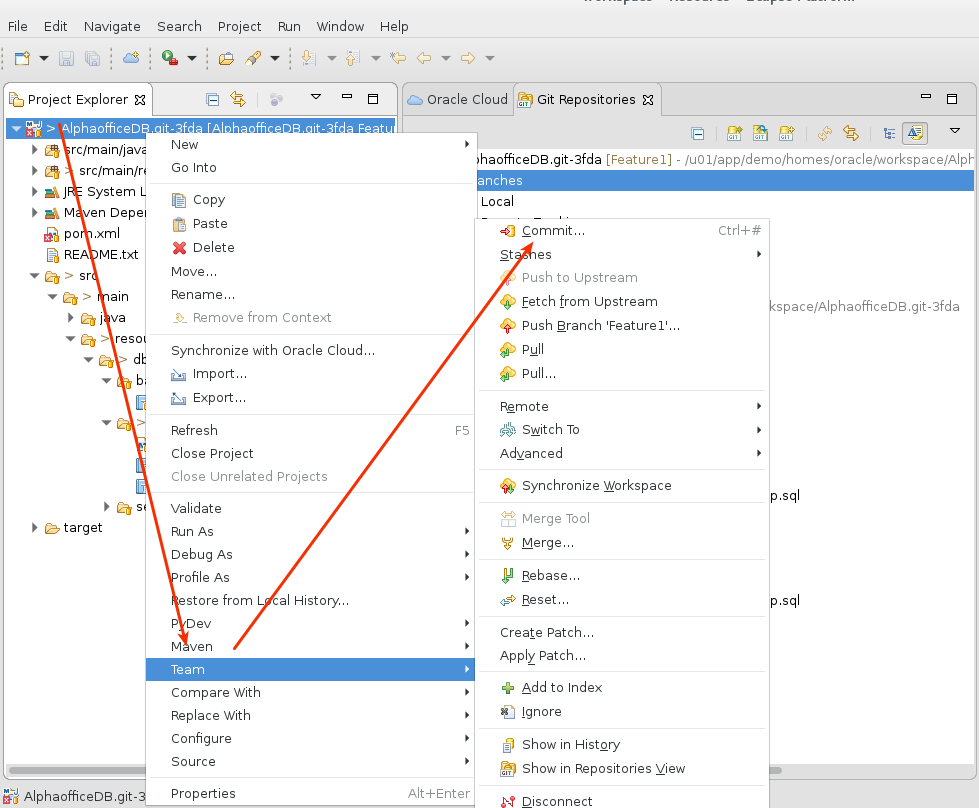 File Edit Navigate Search Project Run Window Help
Project Explorer
Oracle Cloud
Git Repositories
> AlphaofficeDB.git-3fda [AlphaofficeDB.git-3fda Featu
src/main/java
> src/main/re
JRE System L
Maven Depe
pom.xml
README.txt
> src
> main
java
> resou
> db
ba
>
se
target
New
Go Into
Copy
Paste
Delete
Move...
Rename...
Remove from Context
Synchronize with Oracle Cloud...
Import...
Export...
Refresh F5
Close Project
Close Unrelated Projects
Validate
Run As
Debug As
Profile As
Restore from Local History...
PyDev
Maven
Team
Compare With
Replace With
Configure
Source
Properties Alt+Enter
phaofficeDB.git-3fda [Feature1] - /u01/app/demo/homes/oracle/workspace/Alph
anches
Local
Commit... Ctrl+#
Stashes
Push to Upstream
Fetch from Upstream
Push Branch 'Feature1'...
Pull
Pull...
Remote
Switch To
Advanced
Synchronize Workspace
Merge Tool
Merge...
Rebase...
Reset...
Create Patch...
Apply Patch...
Add to Index
Ignore
Show in History
Show in Repositories View
Disconnect
kspace/AlphaofficeDB.git-3fda
p.sql
p.sql
AlphaofficeDB.git-3